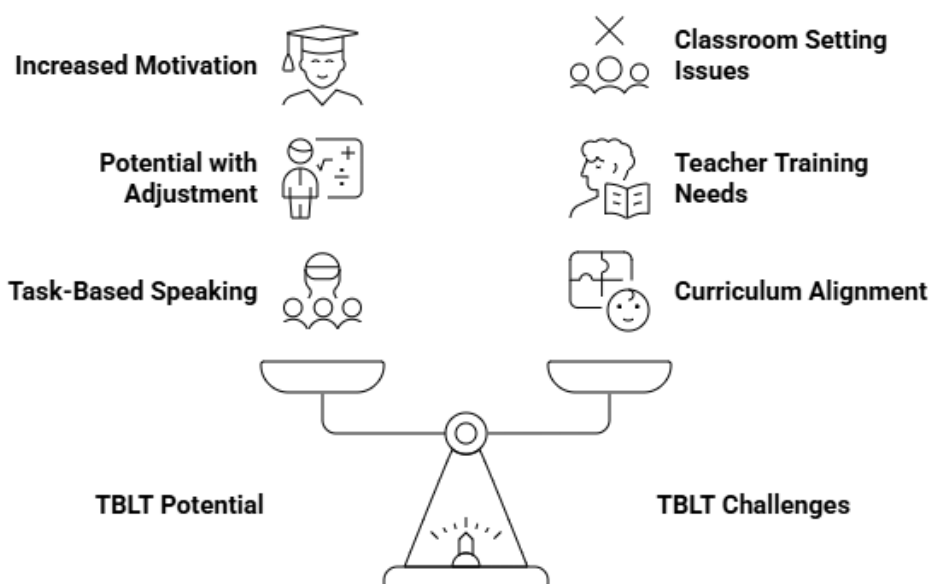 Increased Motivation
Potential with
Adjustment
Task-Based Speaking
Classroom Setting
Issues
Teacher Training
Needs
Curriculum Alignment
TBLT Potential
TBLT Challenges